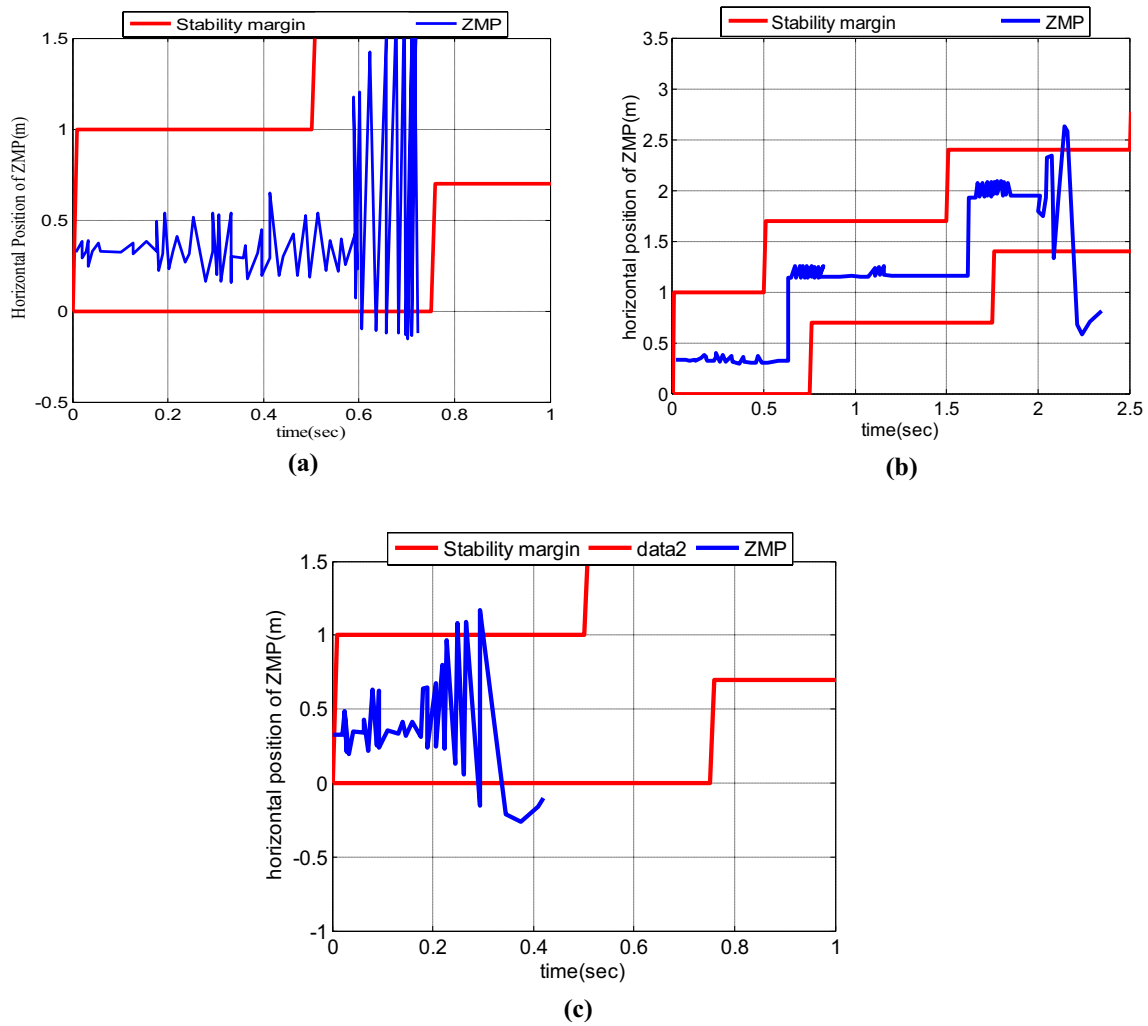 Stability margin ZMP
1.5
1
0.5
0
-0.5
Horizontal Position of ZMP(m)
0 0.2 0.4 0.6 0.8 1
time(sec)
(a)
Stability margin ZMP
3.5
3
2.5
2
1.5
1
0.5
0
horizontal position of ZMP(m)
0 0.5 1 1.5 2 2.5
time(sec)
(b)
Stability margin data2 ZMP
1.5
1
0.5
0
-0.5
-1
horizontal position of ZMP(m)
0 0.2 0.4 0.6 0.8 1
time(sec)
(c)